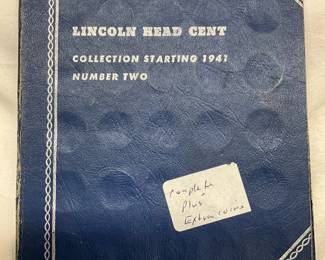 LINCOLN HEAD CENT
COLLECTION STARTING 1941
NUMBER TWO
Complete
Plus
Extra coins